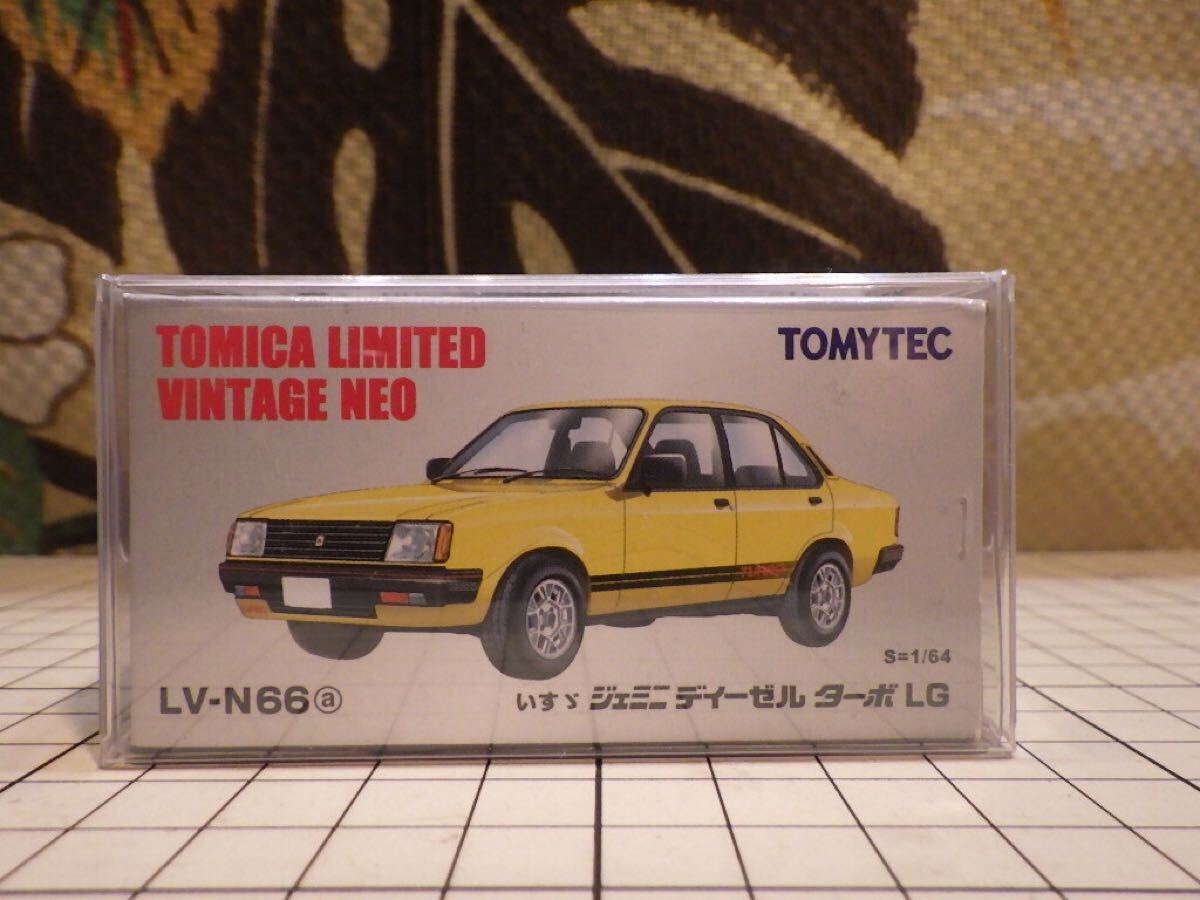 TOMICA LIMITED
VINTAGE NEO
TOMYTEC
TURBO
S=1/64
LV-N66ⓐ
いすゞ ジェミニ ディーゼル ターボ LG